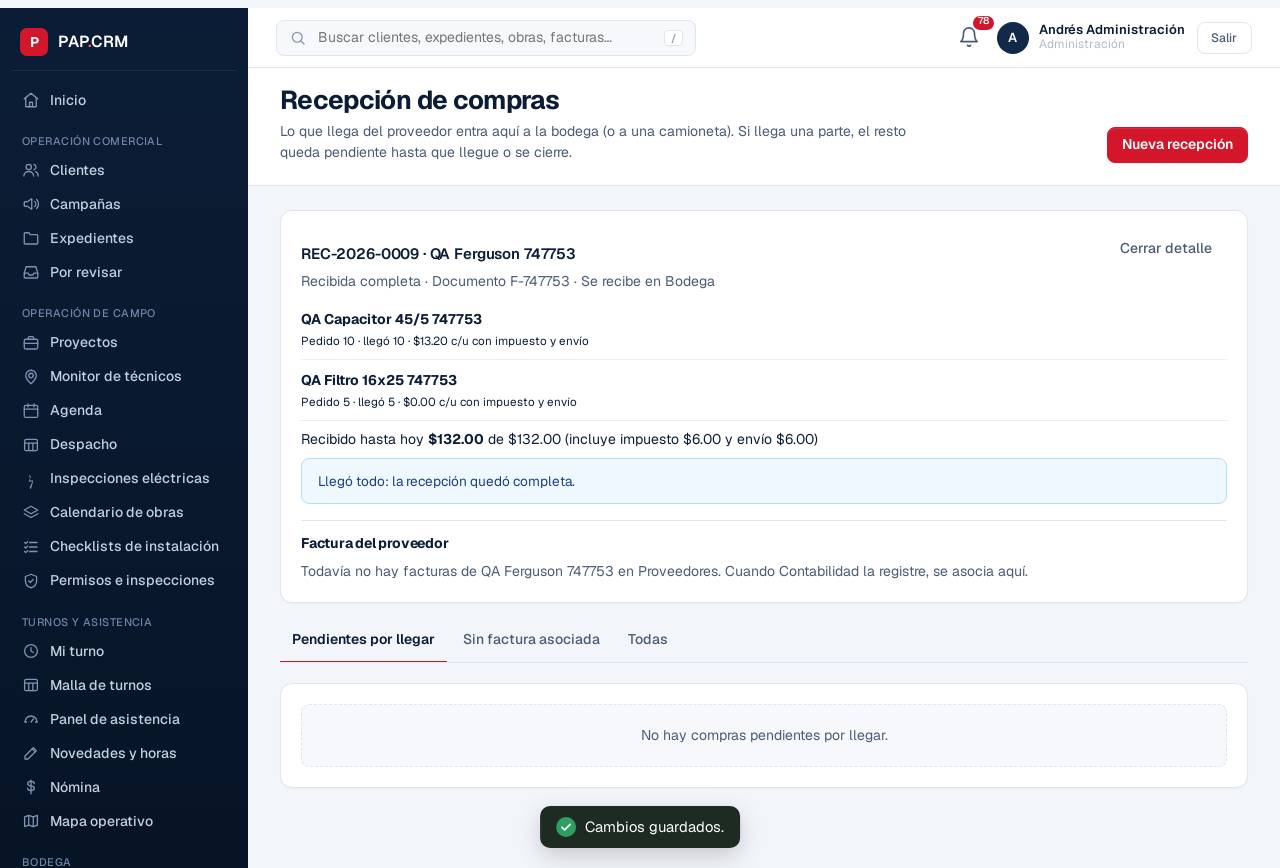 P PAP.CRM
Buscar clientes, expedientes, obras, facturas... /
78
A
Andrés Administración
Administración
Salir
Inicio
OPERACIÓN COMERCIAL
Clientes
Campañas
Expedientes
Por revisar
OPERACIÓN DE CAMPO
Proyectos
Monitor de técnicos
Agenda
Despacho
Inspecciones eléctricas
Calendario de obras
Checklists de instalación
Permisos e inspecciones
TURNOS Y ASISTENCIA
Mi turno
Malla de turnos
Panel de asistencia
Novedades y horas
Nómina
Mapa operativo
BODEGA
Recepción de compras
Lo que llega del proveedor entra aquí a la bodega (o a una camioneta). Si llega una parte, el resto
queda pendiente hasta que llegue o se cierre.
Nueva recepción
REC-2026-0009 · QA Ferguson 747753
Cerrar detalle
Recibida completa · Documento F-747753 · Se recibe en Bodega
QA Capacitor 45/5 747753
Pedido 10 · llegó 10 · $13.20 c/u con impuesto y envío
QA Filtro 16x25 747753
Pedido 5 · llegó 5 · $0.00 c/u con impuesto y envío
Recibido hasta hoy $132.00 de $132.00 (incluye impuesto $6.00 y envío $6.00)
Llegó todo: la recepción quedó completa.
Factura del proveedor
Todavía no hay facturas de QA Ferguson 747753 en Proveedores. Cuando Contabilidad la registre, se asocia aquí.
Pendientes por llegar
Sin factura asociada
Todas
No hay compras pendientes por llegar.
Cambios guardados.